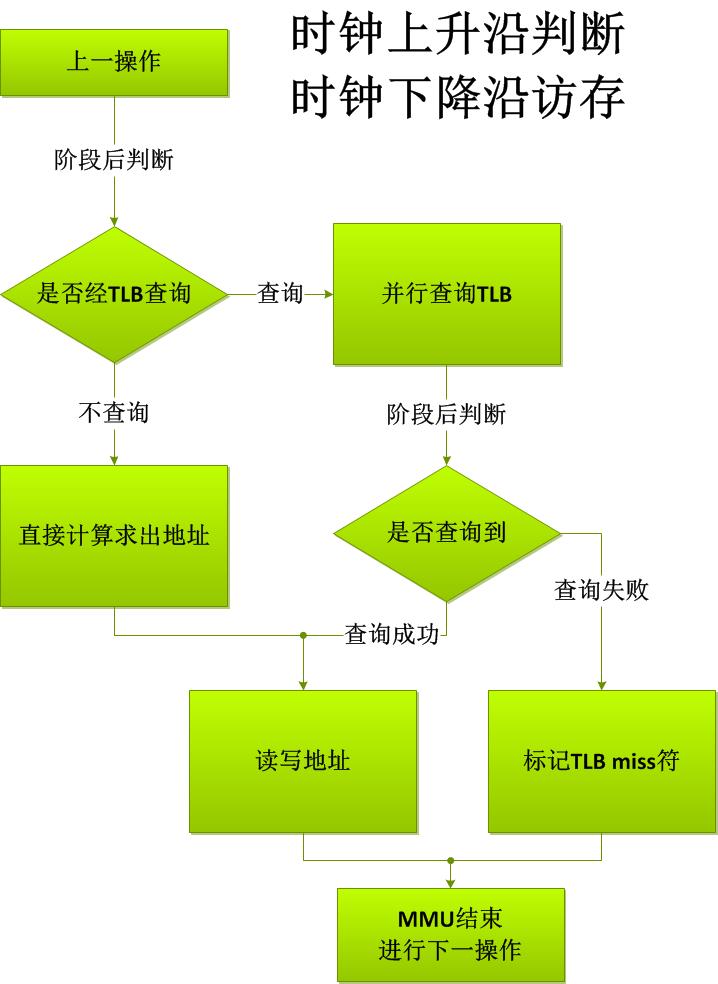 时钟上升沿判断
时钟下降沿访存
上一操作
阶段后判断
是否经TLB查询
查询
并行查询TLB
不查询
阶段后判断
直接计算求出地址
是否查询到
查询失败
查询成功
读写地址
标记TLB miss符
MMU结束
进行下一操作